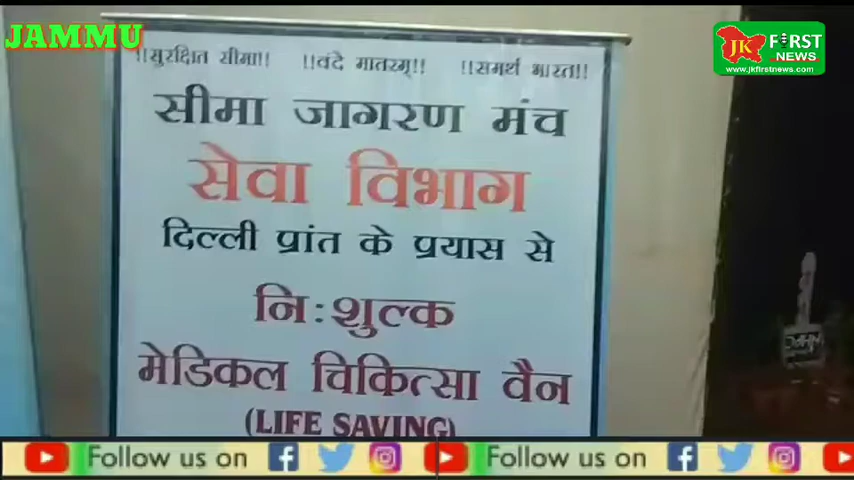 JAMMU
JK FIRST NEWS
www.jkfirstnews.com
!!सुरक्षित सीमा!! !!वंदे मातरम्!! !!समर्थ भारत!!
सीमा जागरण मंच
सेवा विभाग
दिल्ली प्रांत के प्रयास से
नि:शुल्क
मेडिकल चिकित्सा वैन
(LIFE SAVING)
Follow us on Follow us on